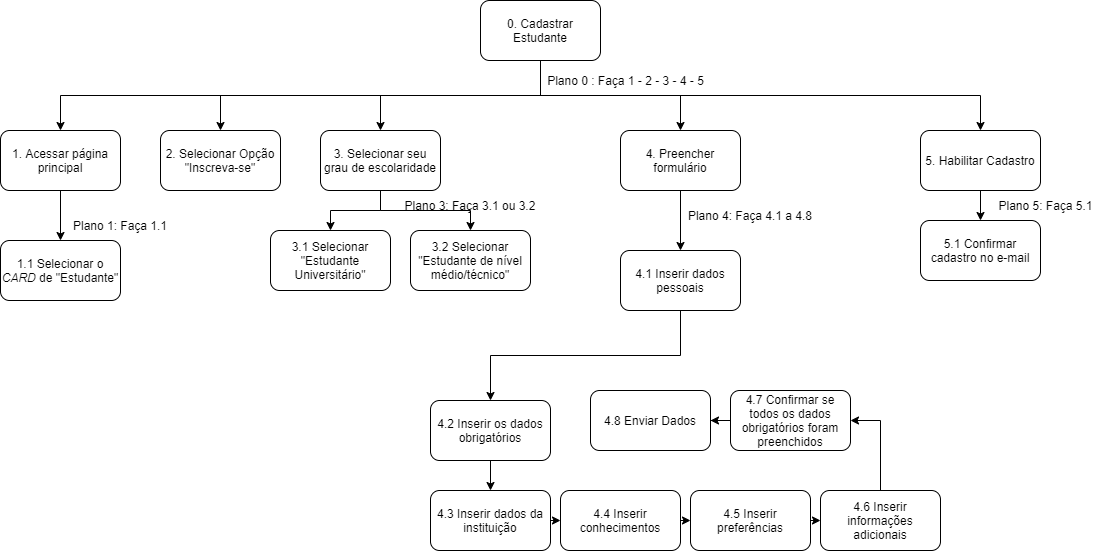 0. Cadastrar
Estudante
Plano 0 : Faça 1 - 2 - 3 - 4 - 5
1. Acessar página
principal
2. Selecionar Opção
"Inscreva-se"
3. Selecionar seu
grau de escolaridade
4. Preencher
formulário
5. Habilitar Cadastro
Plano 1: Faça 1.1
Plano 3: Faça 3.1 ou 3.2
Plano 4: Faça 4.1 a 4.8
Plano 5: Faça 5.1
1.1 Selecionar o
CARD de "Estudante"
3.1 Selecionar
"Estudante
Universitário"
3.2 Selecionar
"Estudante de nível
médio/técnico"
4.1 Inserir dados
pessoais
5.1 Confirmar
cadastro no e-mail
4.2 Inserir os dados
obrigatórios
4.8 Enviar Dados
4.7 Confirmar se
todos os dados
obrigatórios foram
preenchidos
4.3 Inserir dados da
instituição
4.4 Inserir
conhecimentos
4.5 Inserir
preferências
4.6 Inserir
informações
adicionais